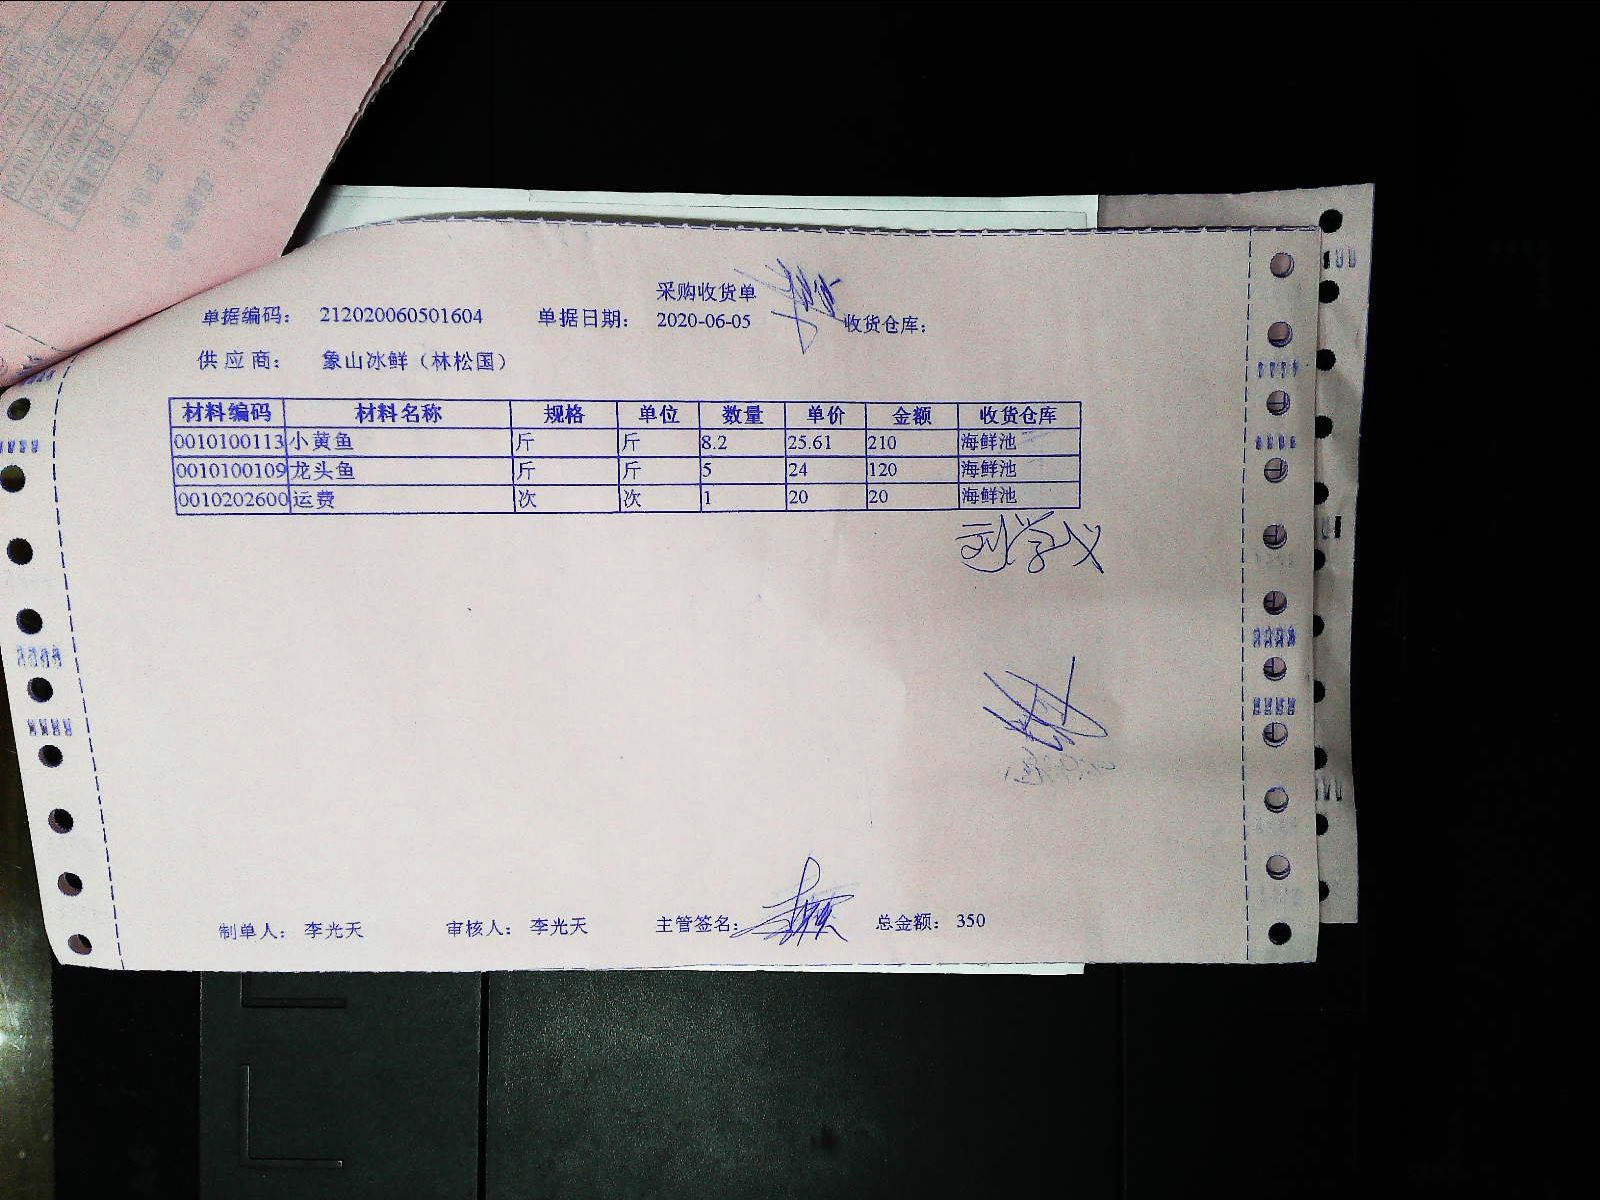 采购收货单
单据编码： 212020060501604 单据日期： 2020-06-05 收货仓库：
供应商： 象山冰鲜（林松国）
材料编码 材料名称 规格 单位 数量 单价 金额 收货仓库
0010100113 小黄鱼 斤 斤 8.2 25.61 210 海鲜池
0010100109 龙头鱼 斤 斤 5 24 120 海鲜池
0010202600 运费 次 次 1 20 20 海鲜池
制单人： 李光天 审核人： 李光天 主管签名： 总金额： 350